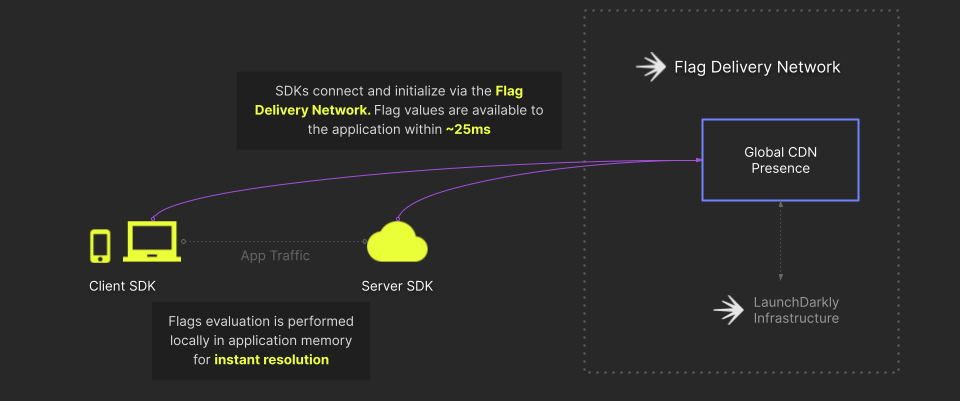 Flag Delivery Network
SDKs connect and initialize via the Flag
Delivery Network. Flag values are available to
the application within ~25ms
Global CDN
Presence
App Traffic
Client SDK
Server SDK
LaunchDarkly
Infrastructure
Flags evaluation is performed
locally in application memory
for instant resolution